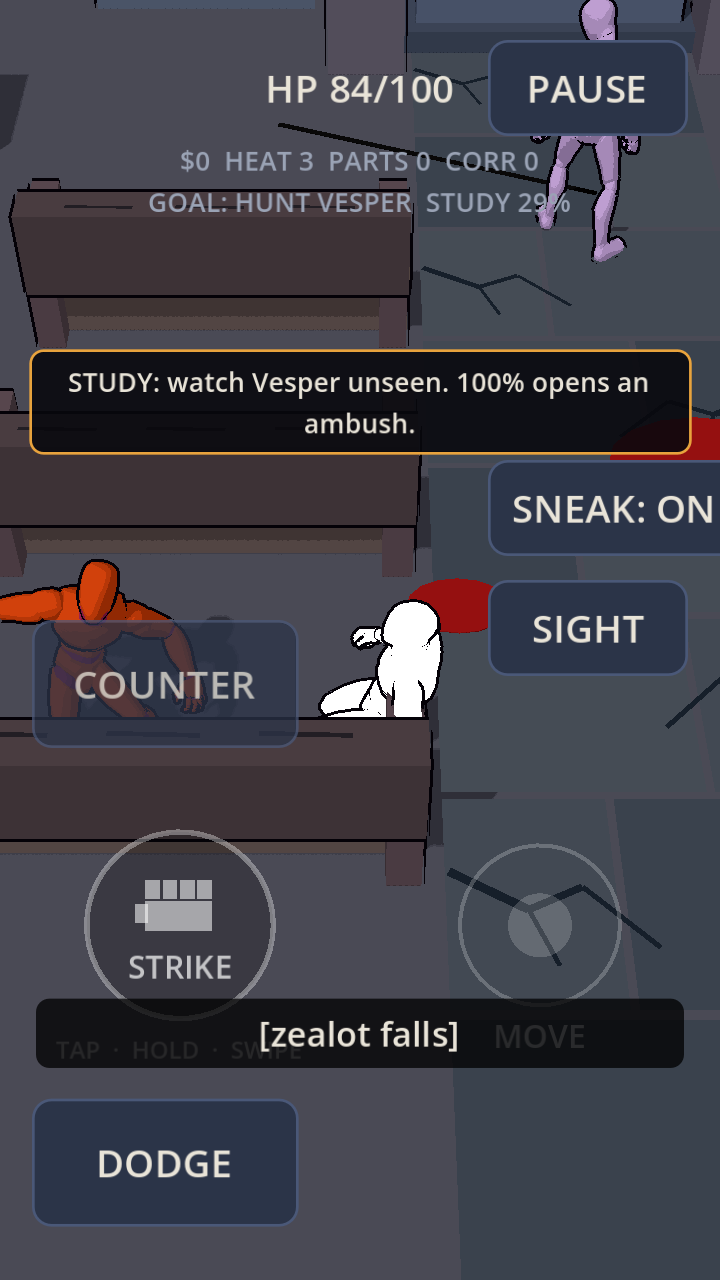 HP 84/100
PAUSE
$0 HEAT 3 PARTS 0 CORR 0
GOAL: HUNT VESPER STUDY 29%
STUDY: watch Vesper unseen. 100% opens an
ambush.
SNEAK: ON
SIGHT
COUNTER
STRIKE
[zealot falls]
MOVE
TAP · HOLD · SWIPE
DODGE